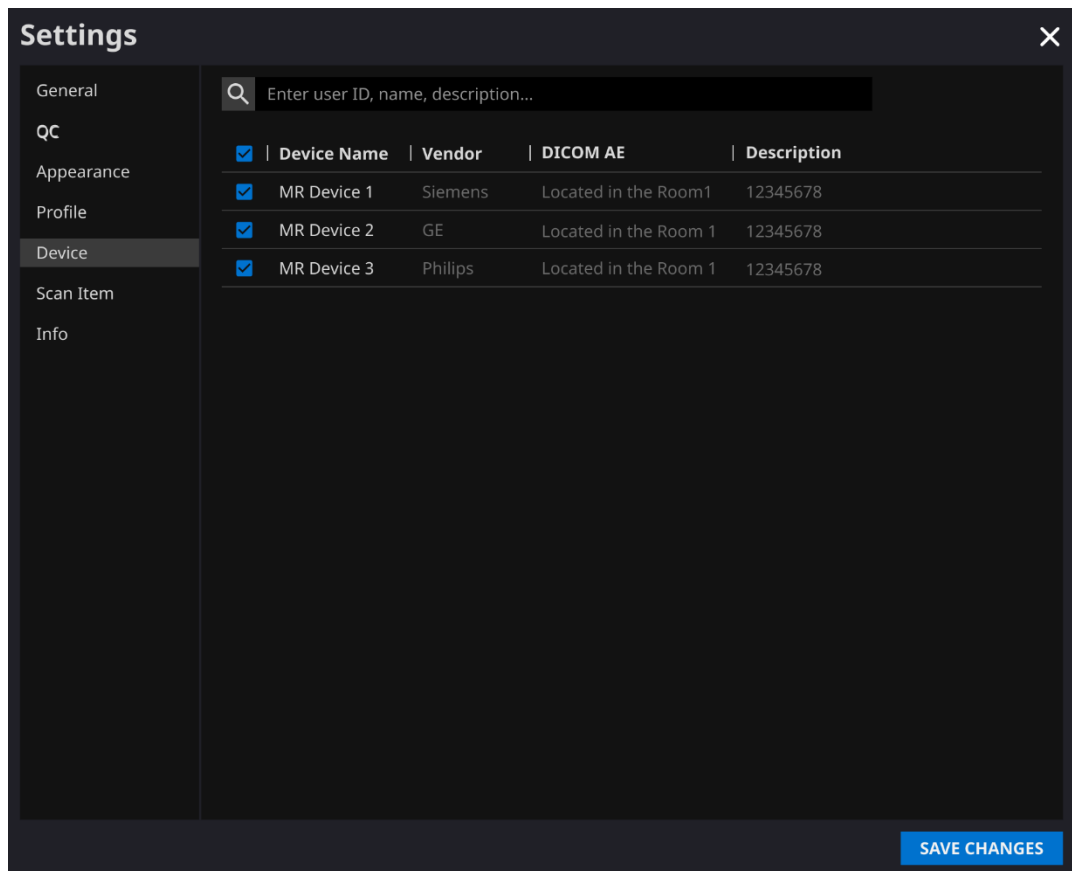 Settings
General
Enter user ID, name, description...
QC
Device Name | Vendor | DICOM AE | Description
Appearance
MR Device 1 Siemens Located in the Room1 12345678
Profile
MR Device 2 GE Located in the Room 1 12345678
Device
MR Device 3 Philips Located in the Room 1 12345678
Scan Item
Info
SAVE CHANGES